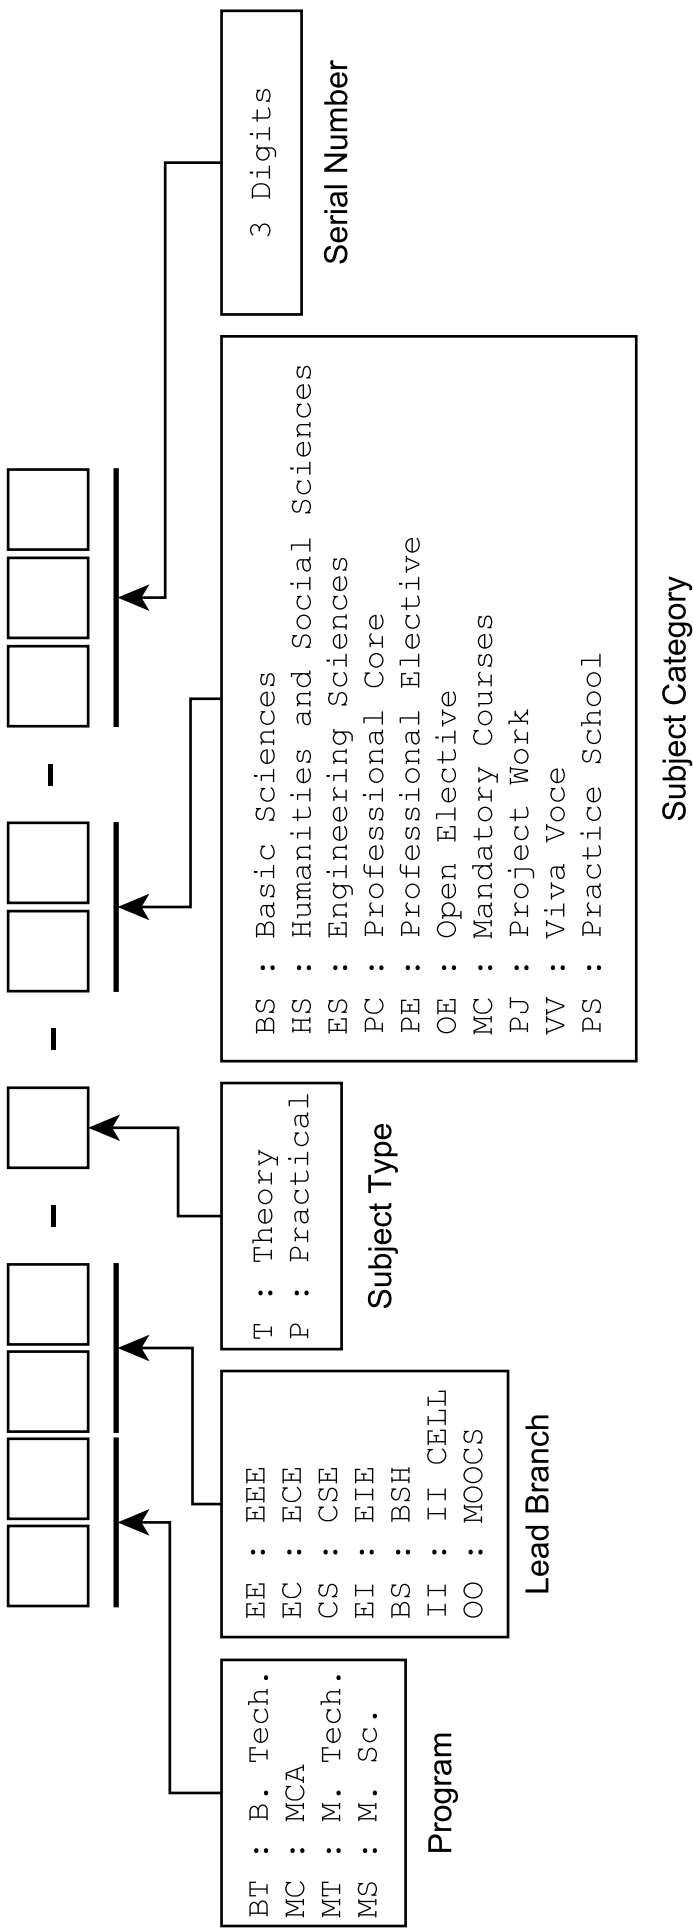 -
-
-
BT : B. Tech.
MC : MCA
MT : M. Tech.
MS : M. Sc.
Program
EE : EEE
EC : ECE
CS : CSE
EI : EIE
BS : BSH
II : II CELL
OO : MOOCS
Lead Branch
T : Theory
P : Practical
Subject Type
BS : Basic Sciences
HS : Humanities and Social Sciences
ES : Engineering Sciences
PC : Professional Core
PE : Professional Elective
OE : Open Elective
MC : Mandatory Courses
PJ : Project Work
VV : Viva Voce
PS : Practice School
Subject Category
3 Digits
Serial Number